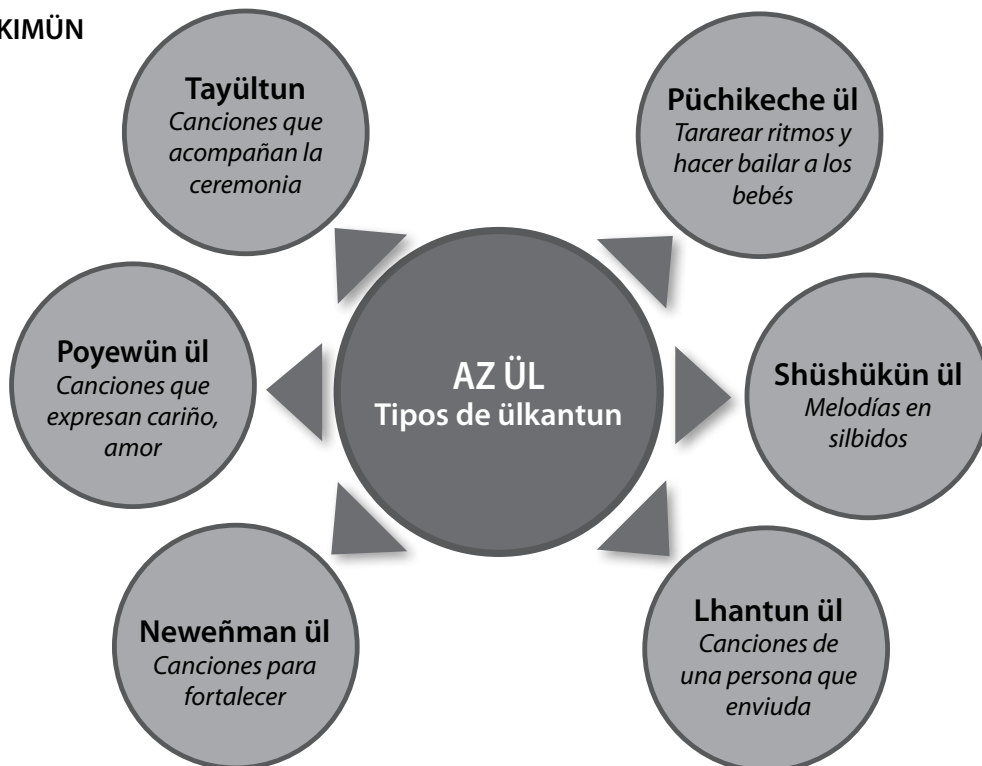 KIMÜN
Tayültun
Canciones que
acompañan la
ceremonia
Püchikeche ül
Tararear ritmos y
hacer bailar a los
bebés
Poyewün ül
Canciones que
expresan cariño,
amor
AZ ÜL
Tipos de ülkantun
Shüshükün ül
Melodías en
silbidos
Neweñman ül
Canciones para
fortalecer
Lhantun ül
Canciones de
una persona que
enviuda